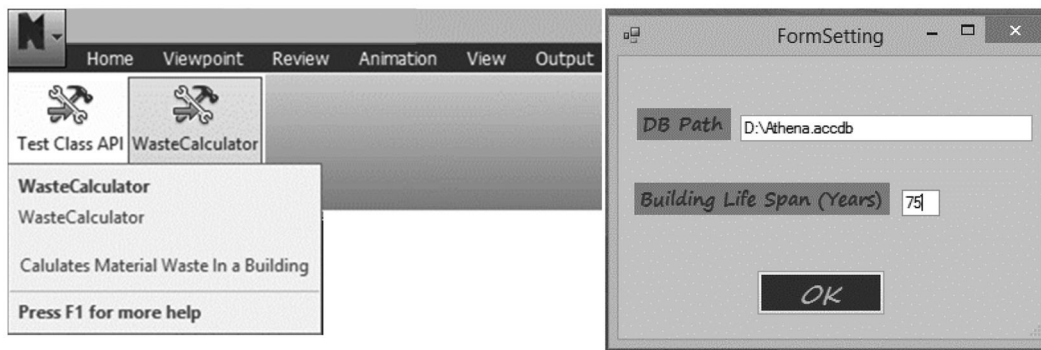 N
Home Viewpoint Review Animation View Output
Test Class API WasteCalculator
WasteCalculator
WasteCalculator
Calulates Material Waste In a Building
Press F1 for more help
FormSetting
DB Path D:\Athena.accdb
Building Life Span (Years) 75
OK